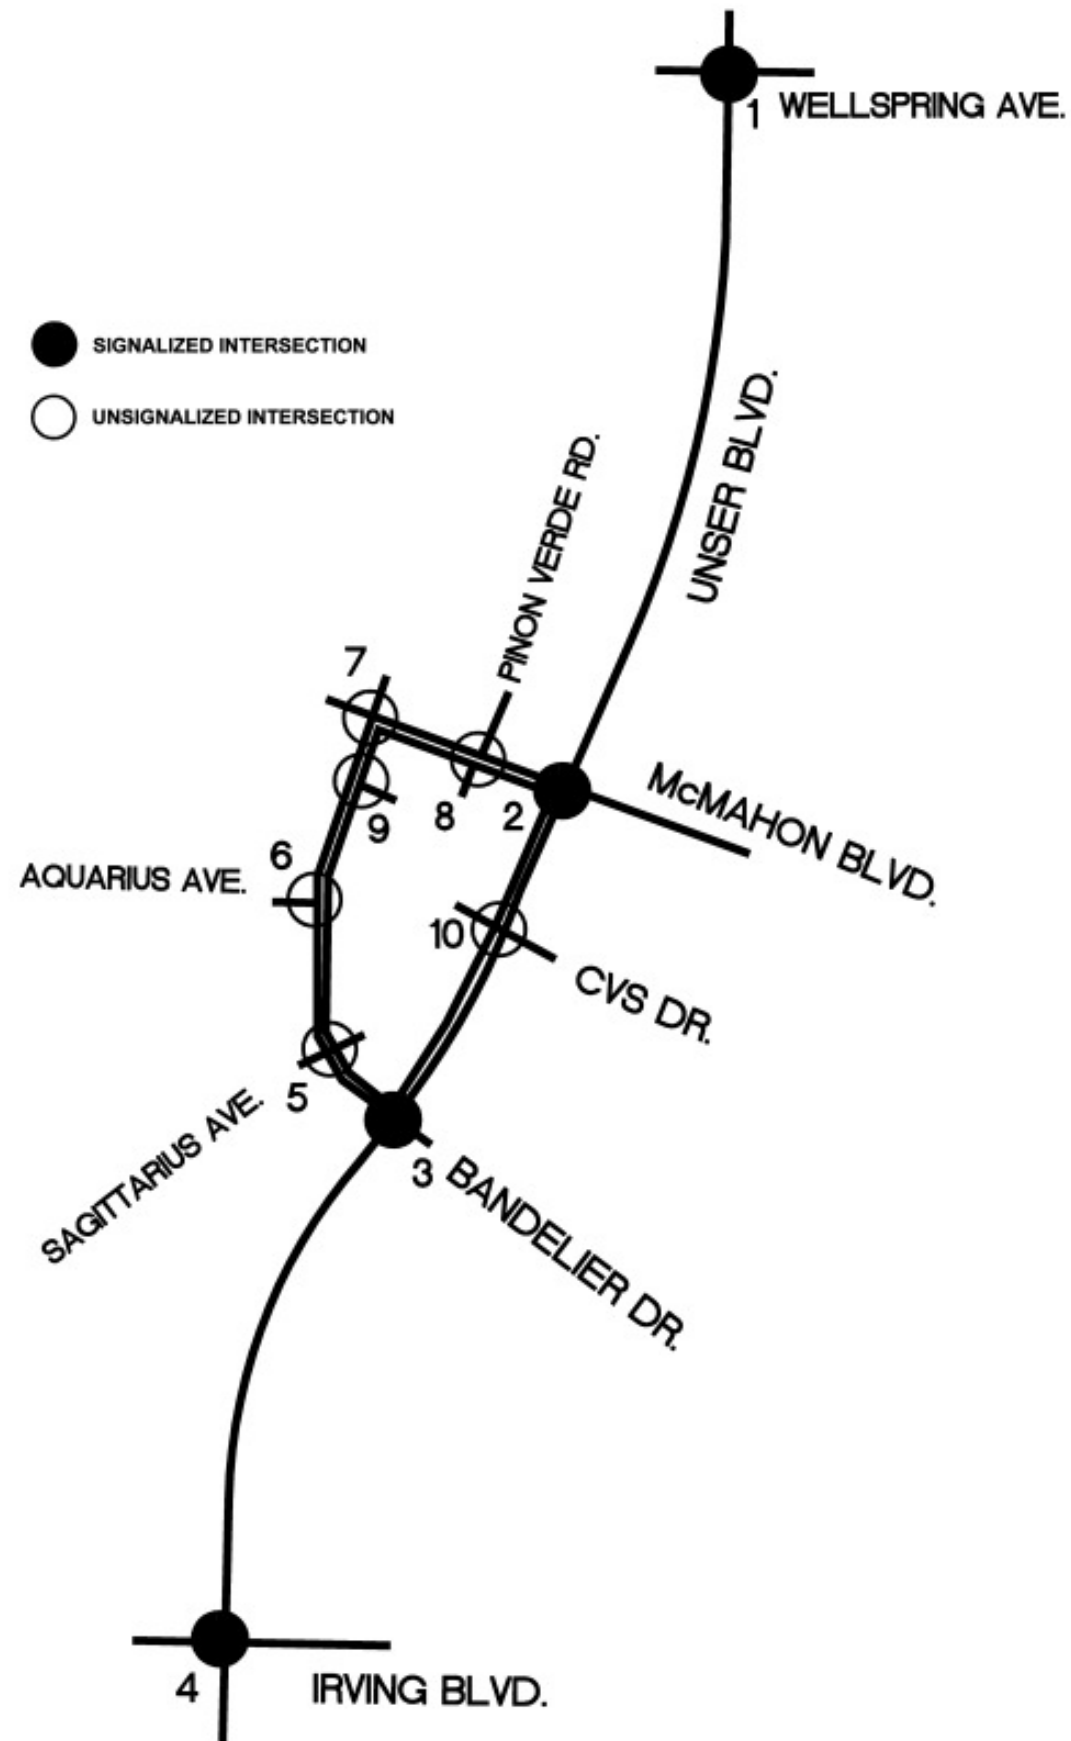 1 WELLSPRING AVE.
SIGNALIZED INTERSECTION
UNSIGNALIZED INTERSECTION
UNSER BLVD.
PINON VERDE RD.
7
8
2
McMAHON BLVD.
9
6
AQUARIUS AVE.
10
CVS DR.
5
SAGITTARIUS AVE.
3
BANDELIER DR.
4
IRVING BLVD.